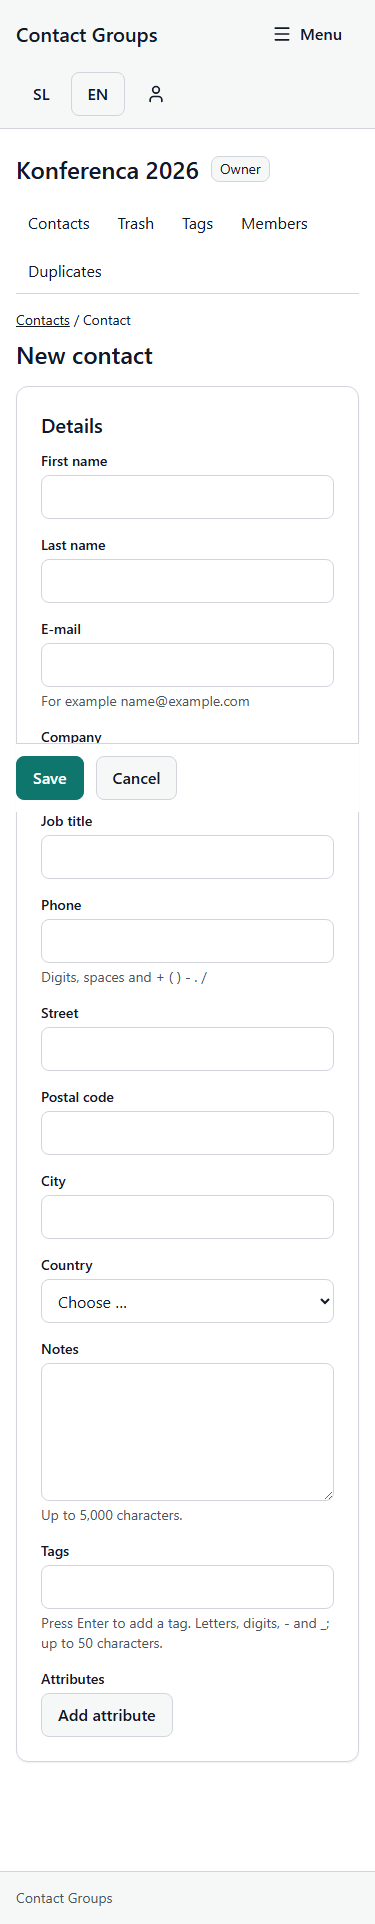 Contact Groups
Menu
SL
EN
Konferenca 2026
Owner
Contacts
Trash
Tags
Members
Duplicates
Contacts / Contact
New contact
Details
First name
Last name
E-mail
For example name@example.com
Company
Save
Cancel
Job title
Phone
Digits, spaces and + ( ) - . /
Street
Postal code
City
Country
Choose ...
Notes
Up to 5,000 characters.
Tags
Press Enter to add a tag. Letters, digits, - and _;
up to 50 characters.
Attributes
Add attribute
Contact Groups